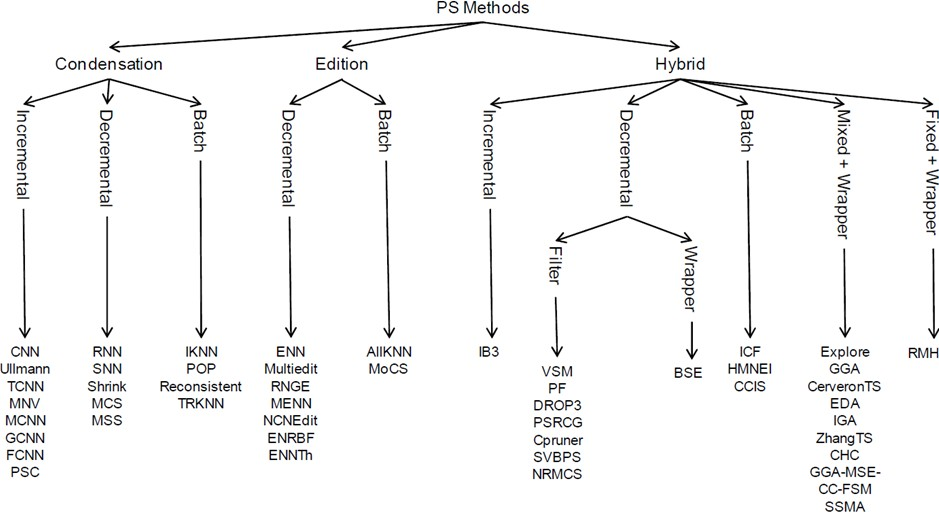 PS Methods
Condensation
Edition
Hybrid
Incremental
Decremental
Batch
Decremental
Batch
Incremental
Decremental
Batch
Mixed + Wrapper
Fixed + Wrapper
Filter
Wrapper
CNN
Ullmann
TCNN
MNV
MCNN
GCNN
FCNN
PSC
RNN
SNN
Shrink
MCS
MSS
IKNN
POP
Reconsistent
TRKNN
ENN
Multiedit
RNGE
MENN
NCNEdit
ENRBF
ENNTh
AllKNN
MoCS
IB3
VSM
PF
DROP3
PSRCG
Cpruner
SVBPS
NRMCS
BSE
ICF
HMNEI
CCIS
Explore
GGA
CerveronTS
EDA
IGA
ZhangTS
CHC
GGA-MSE-
CC-FSM
SSMA
RMHC